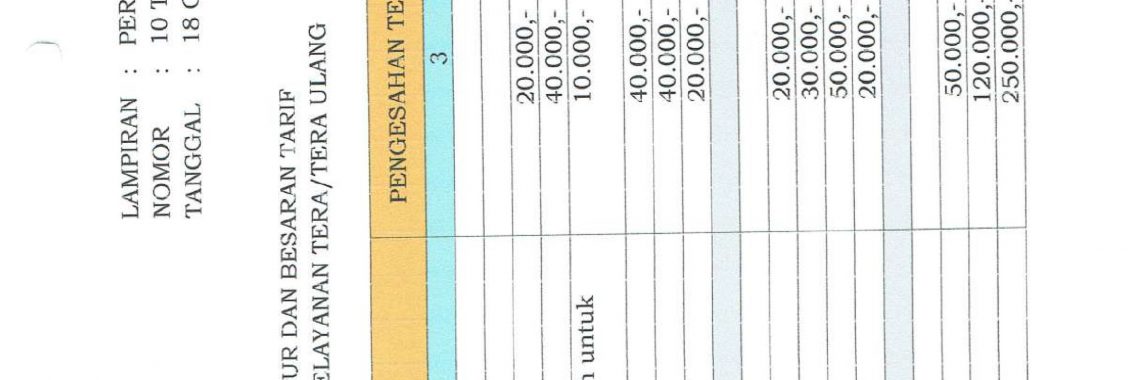 LAMPIRAN : PER
NOMOR : 10 T
TANGGAL : 18 O
UR DAN BESARAN TARIF
ELAYANAN TERA/TERA ULANG
PENGESAHAN TE
3
20.000,-
40.000,-
10.000,-
n untuk
40.000,-
40.000,-
20.000,-
20.000,-
30.000,-
50.000,-
20.000,-
50.000,-
120.000,-
250.000,-